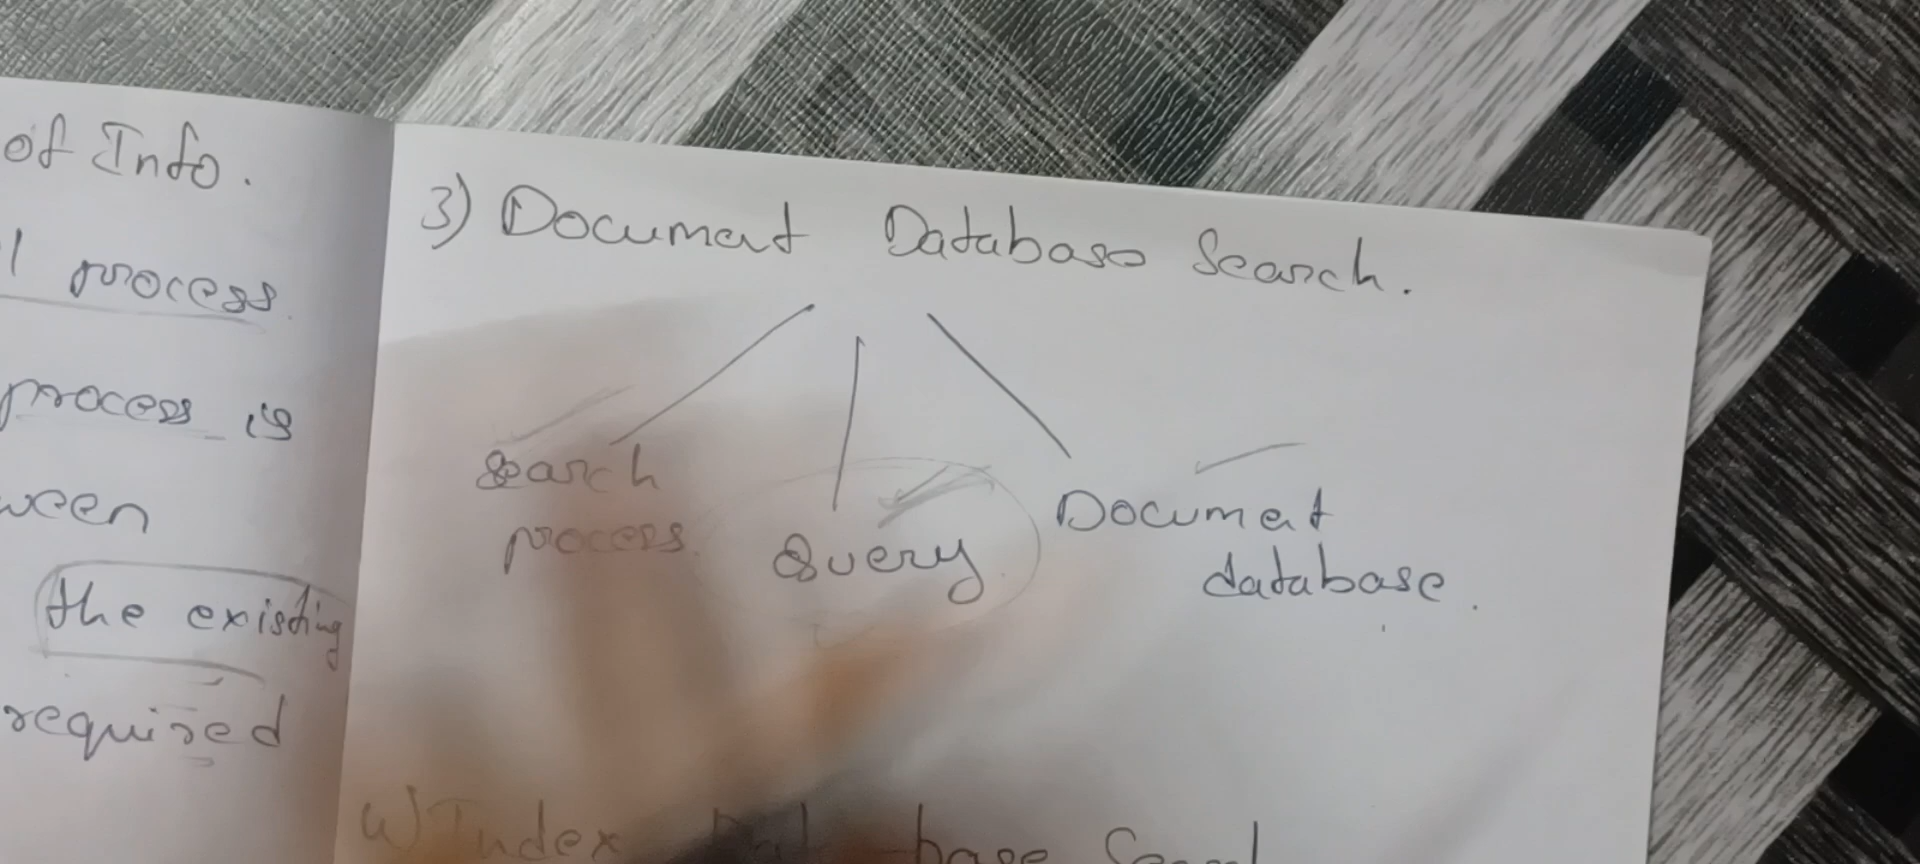 of Info.
process.
process is
ween
the existing
required
3) Document Database Search.
Search
process.
Query
Document
database.
4) Index base